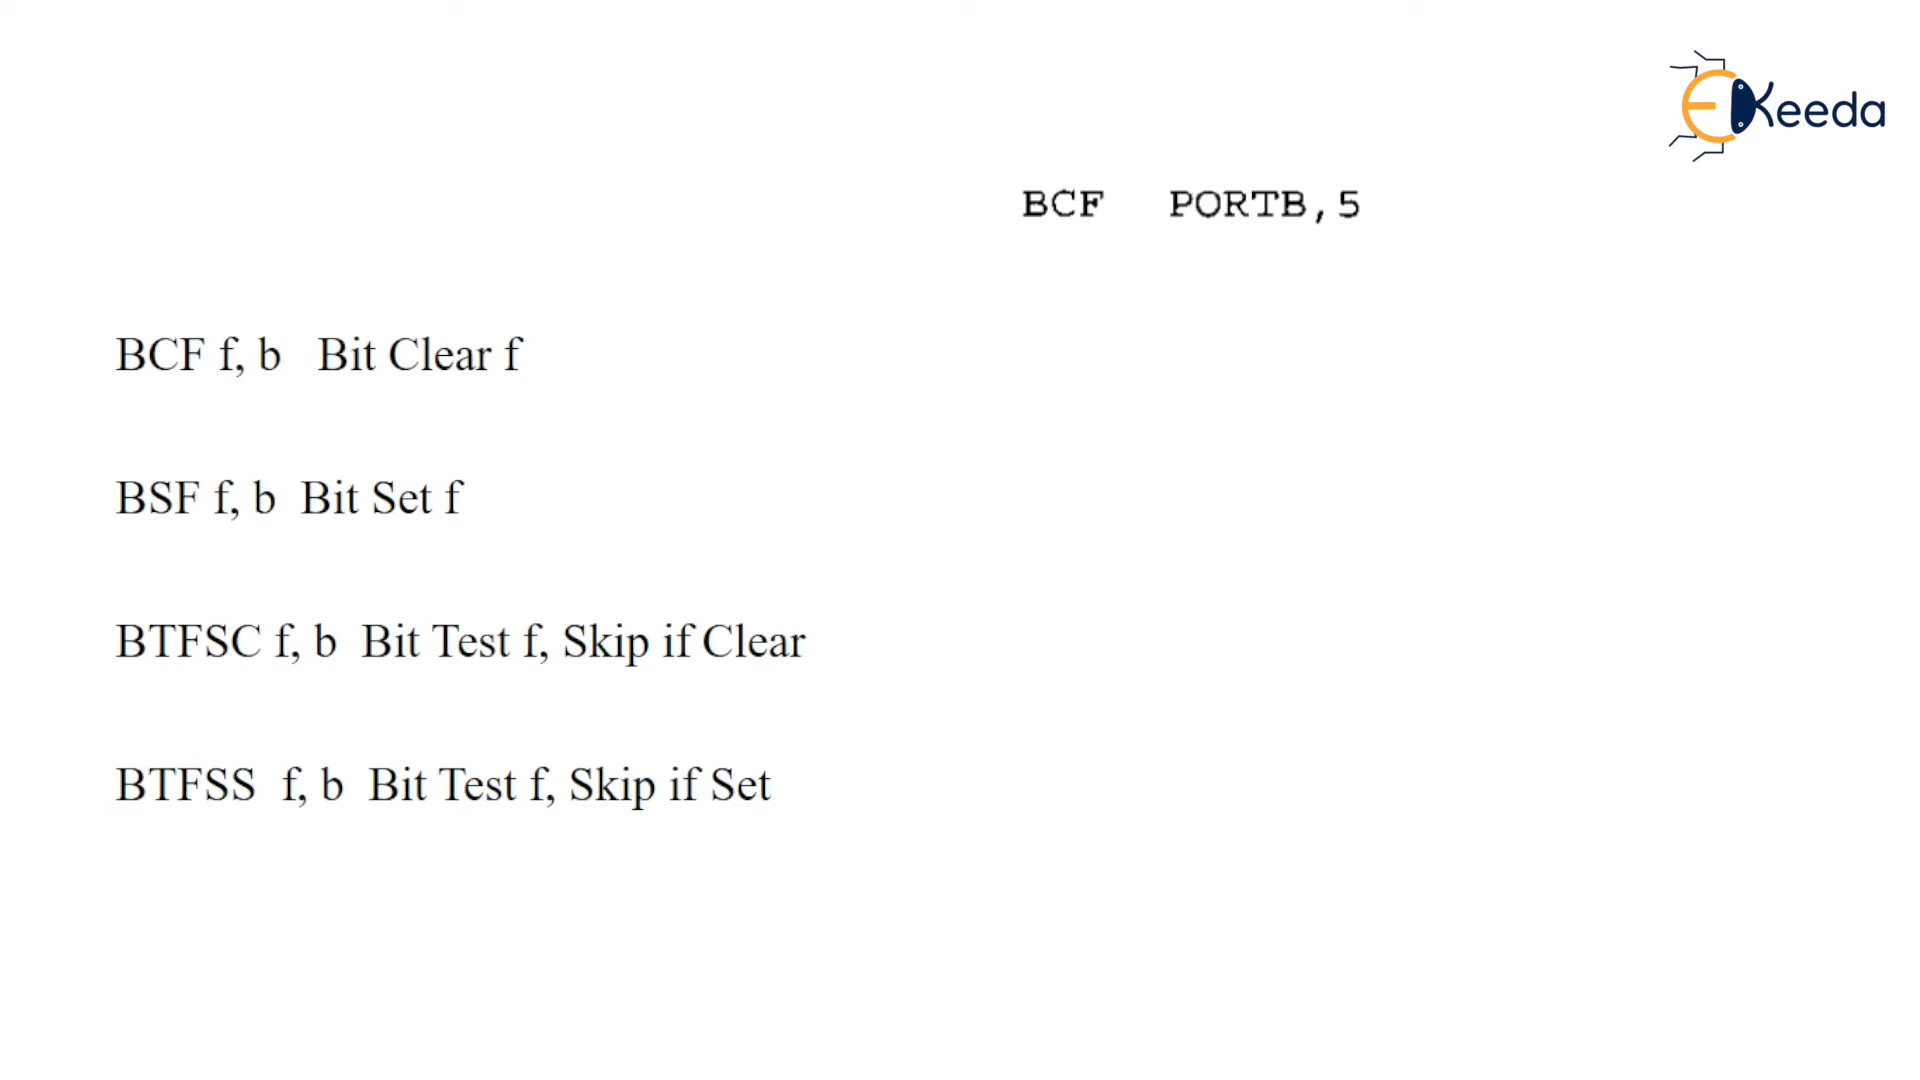 EKeeda
BCF PORTB,5
BCF f, b Bit Clear f
BSF f, b Bit Set f
BTFSC f, b Bit Test f, Skip if Clear
BTFSS f, b Bit Test f, Skip if Set